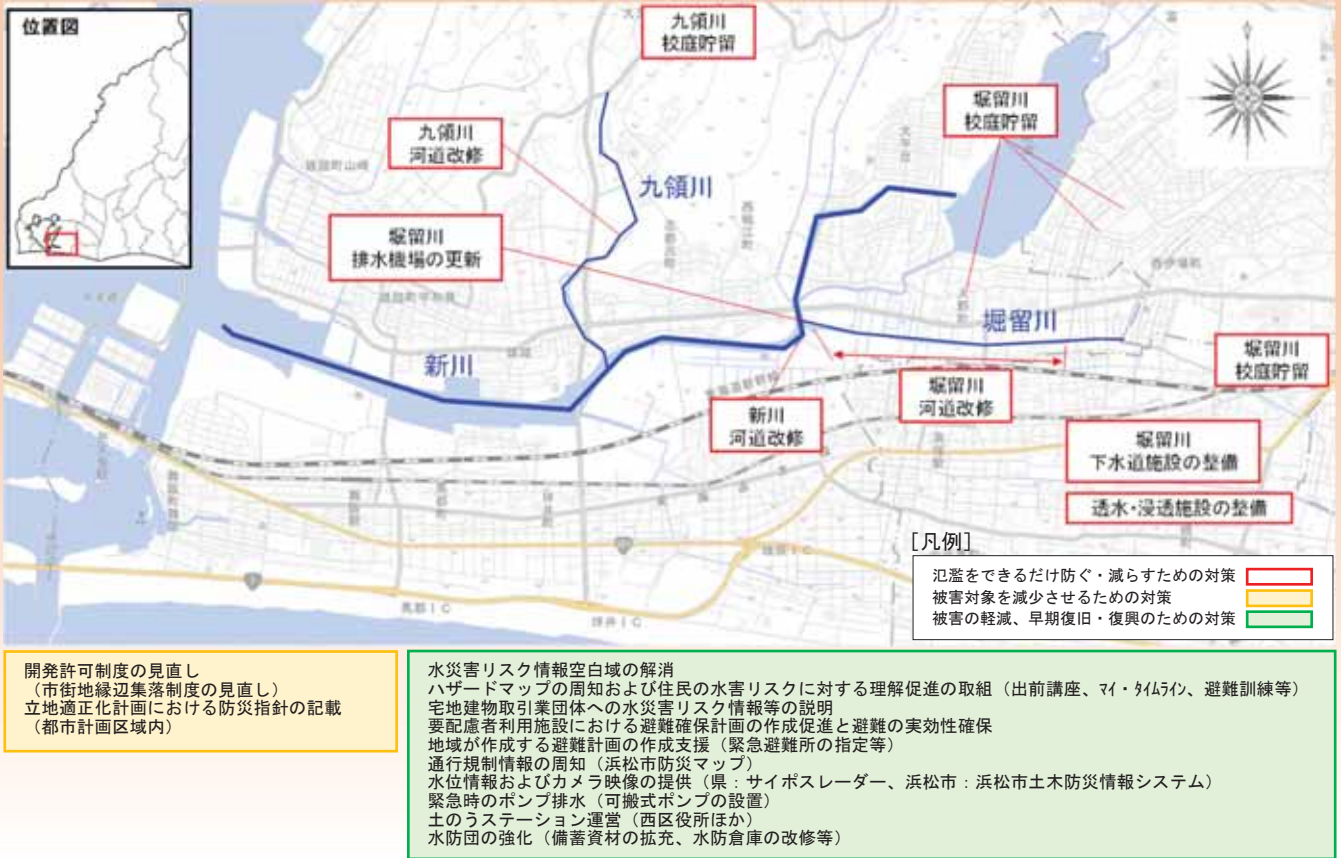 位置図
九領川
校庭貯留
九領川
河道改修
堀留川
校庭貯留
九領川
堀留川
排水機場の更新
新川
堀留川
新川
河道改修
堀留川
河道改修
堀留川
校庭貯留
堀留川
下水道施設の整備
透水・浸透施設の整備
馬郡IC
坪井IC
[凡例]
氾濫をできるだけ防ぐ・減らすための対策
被害対象を減少させるための対策
被害の軽減、早期復旧・復興のための対策
開発許可制度の見直し
（市街地縁辺集落制度の見直し）
立地適正化計画における防災指針の記載
（都市計画区域内）
水災害リスク情報空白域の解消
ハザードマップの周知および住民の水害リスクに対する理解促進の取組（出前講座、ﾏｲ・ﾀｲﾑﾗｲﾝ、避難訓練等）
宅地建物取引業団体への水災害リスク情報等の説明
要配慮者利用施設における避難確保計画の作成促進と避難の実効性確保
地域が作成する避難計画の作成支援（緊急避難所の指定等）
通行規制情報の周知（浜松市防災マップ）
水位情報およびカメラ映像の提供（県：サイポスレーダー、浜松市：浜松市土木防災情報システム）
緊急時のポンプ排水（可搬式ポンプの設置）
土のうステーション運営（西区役所ほか）
水防団の強化（備蓄資材の拡充、水防倉庫の改修等）